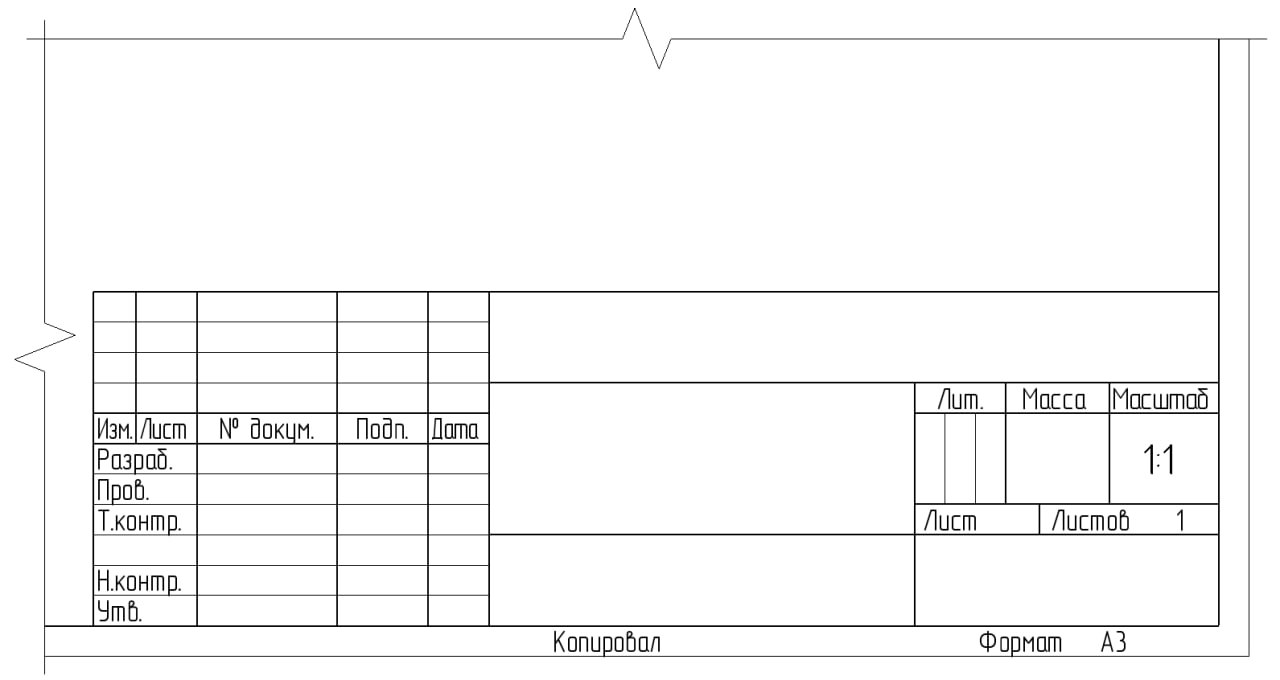 Лит. Масса Масштаб
Изм. Лист № докум. Подп. Дата
Разраб. 1:1
Пров.
Т.контр. Лист Листов 1
Н.контр.
Утв.
Копировал Формат А3